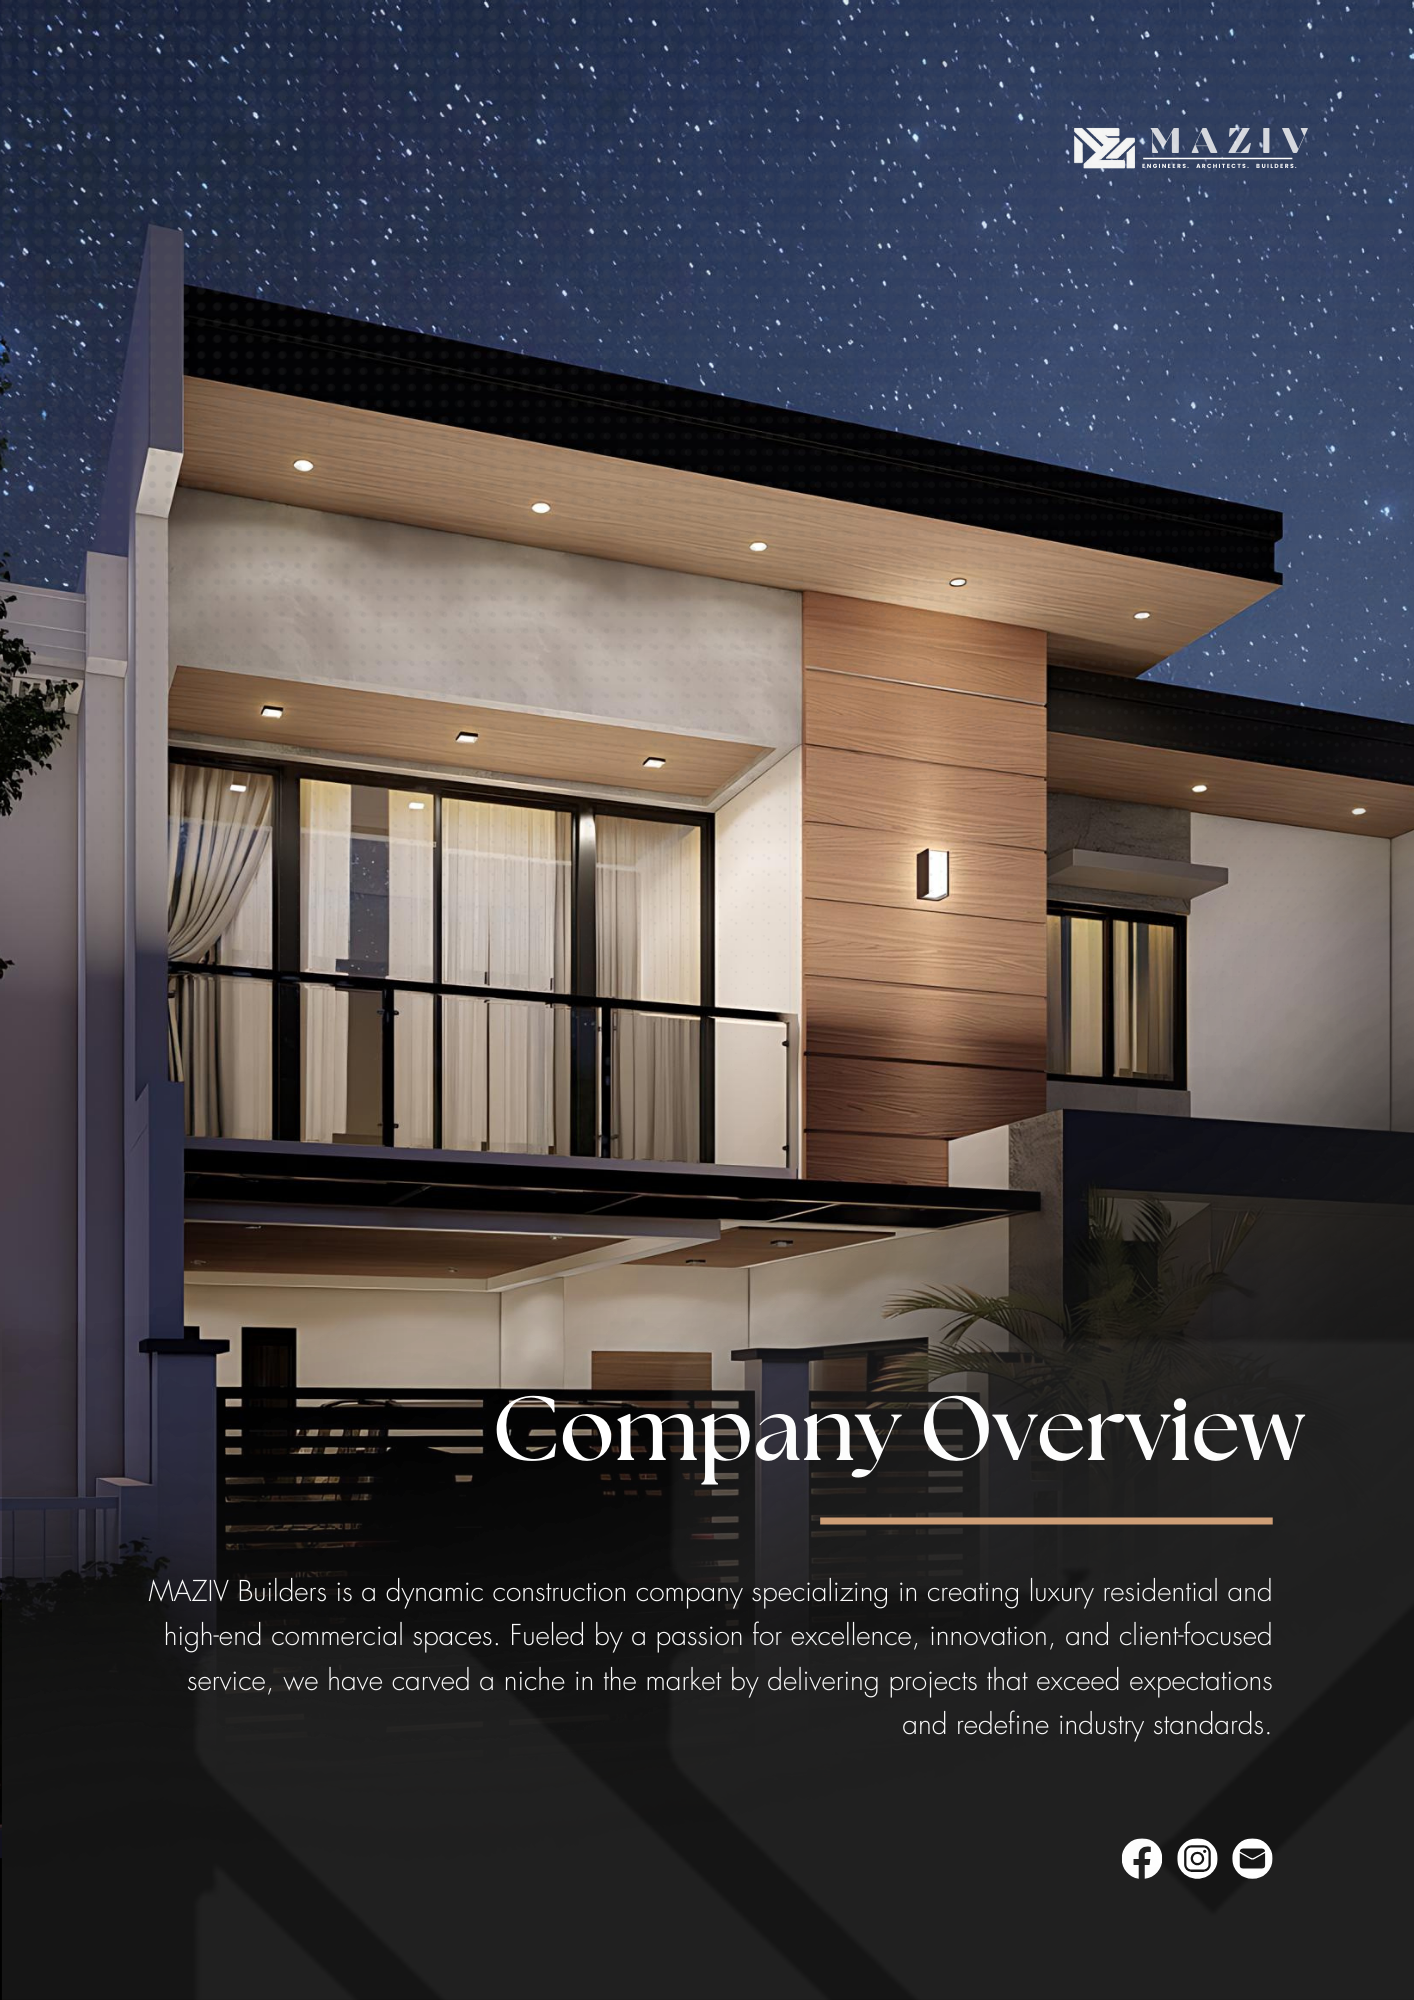 MAZIV
ENGINEERS. ARCHITECTS. BUILDERS.
Company Overview
MAZIV Builders is a dynamic construction company specializing in creating luxury residential and
high-end commercial spaces. Fueled by a passion for excellence, innovation, and client-focused
service, we have carved a niche in the market by delivering projects that exceed expectations
and redefine industry standards.